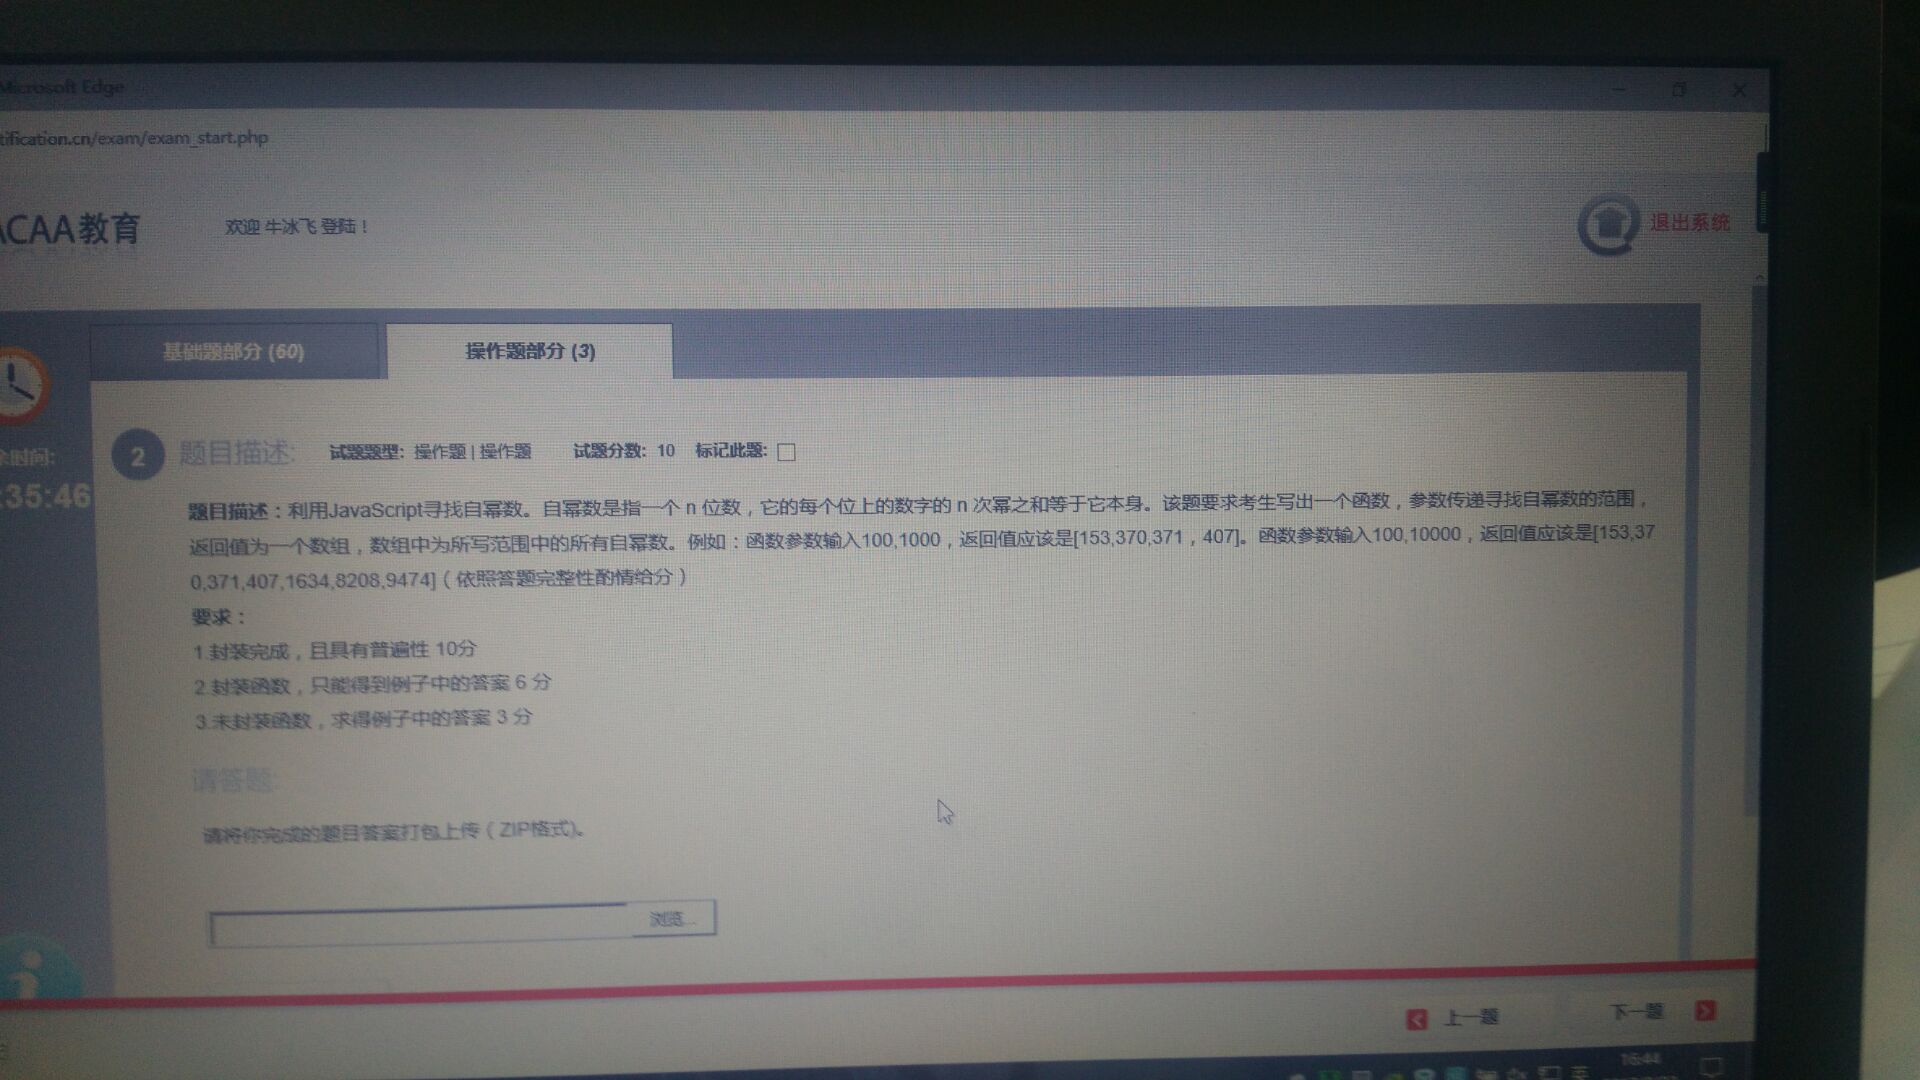 Microsoft Edge
tification.cn/exam/exam_start.php
ACAA教育
欢迎 牛冰飞 登陆！
退出系统
基础题部分 (60)
操作题部分 (3)
余时间:
:35:46
2 题目描述: 试题题型: 操作题 | 操作题 试题分数: 10 标记此题:
题目描述：利用JavaScript寻找自幂数。自幂数是指一个 n 位数，它的每个位上的数字的 n 次幂之和等于它本身。该题要求考生写出一个函数，参数传递寻找自幂数的范围，
返回值为一个数组，数组中为所写范围中的所有自幂数。例如：函数参数输入100,1000，返回值应该是[153,370,371，407]。函数参数输入100,10000，返回值应该是[153,37
0,371,407,1634,8208,9474]（依照答题完整性酌情给分）
要求：
1.封装完成，且具有普遍性 10分
2.封装函数，只能得到例子中的答案 6 分
3.未封装函数，求得例子中的答案 3 分
请答题:
请将你完成的题目答案打包上传（ZIP格式)。
浏览...
上一题
下一题
英
16:44